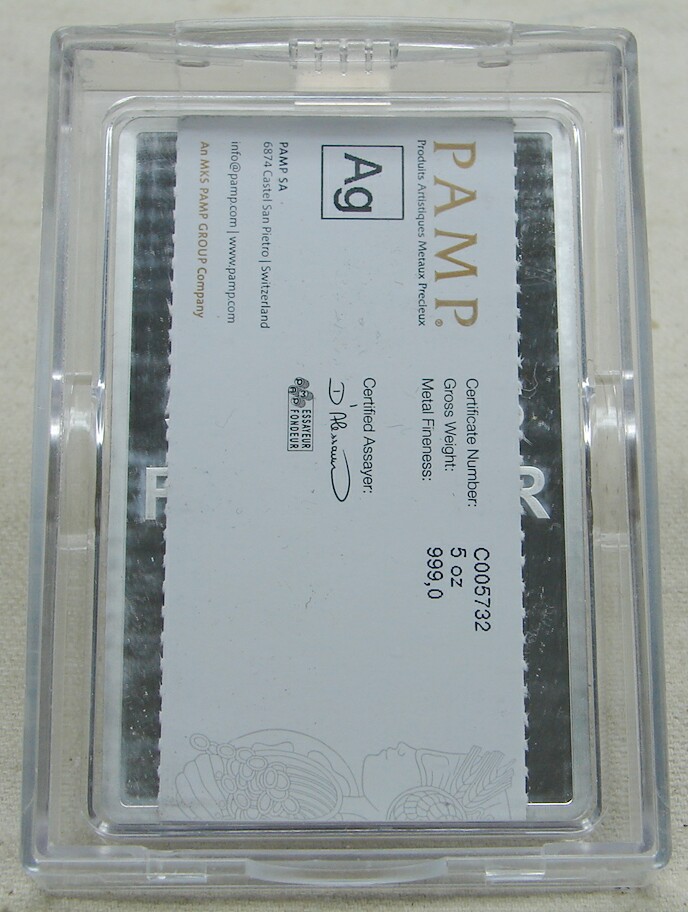 PAMP®
Produits Artistiques Metaux Precieux
Ag
PAMP SA
6874 Castel San Pietro | Switzerland
info@pamp.com | www.pamp.com
An MKS PAMP GROUP Company
Certificate Number: C005732
Gross Weight: 5 oz
Metal Fineness: 999,0
Certified Assayer:
ESSAYEUR
FONDEUR
R